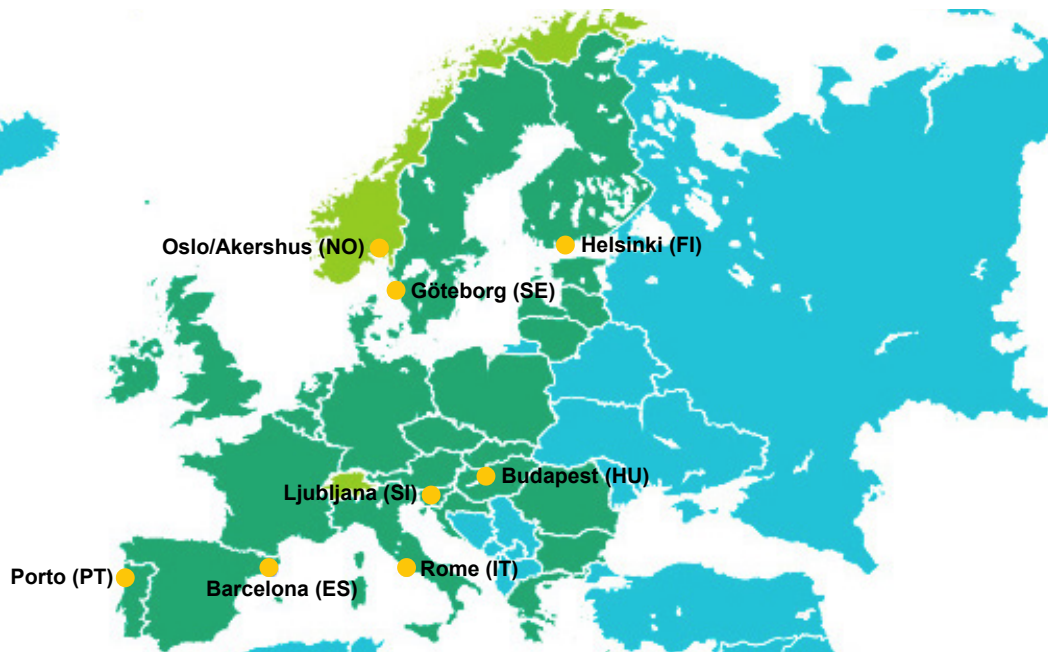 Oslo/Akershus (NO)
Helsinki (FI)
Göteborg (SE)
Budapest (HU)
Ljubljana (SI)
Rome (IT)
Porto (PT)
Barcelona (ES)